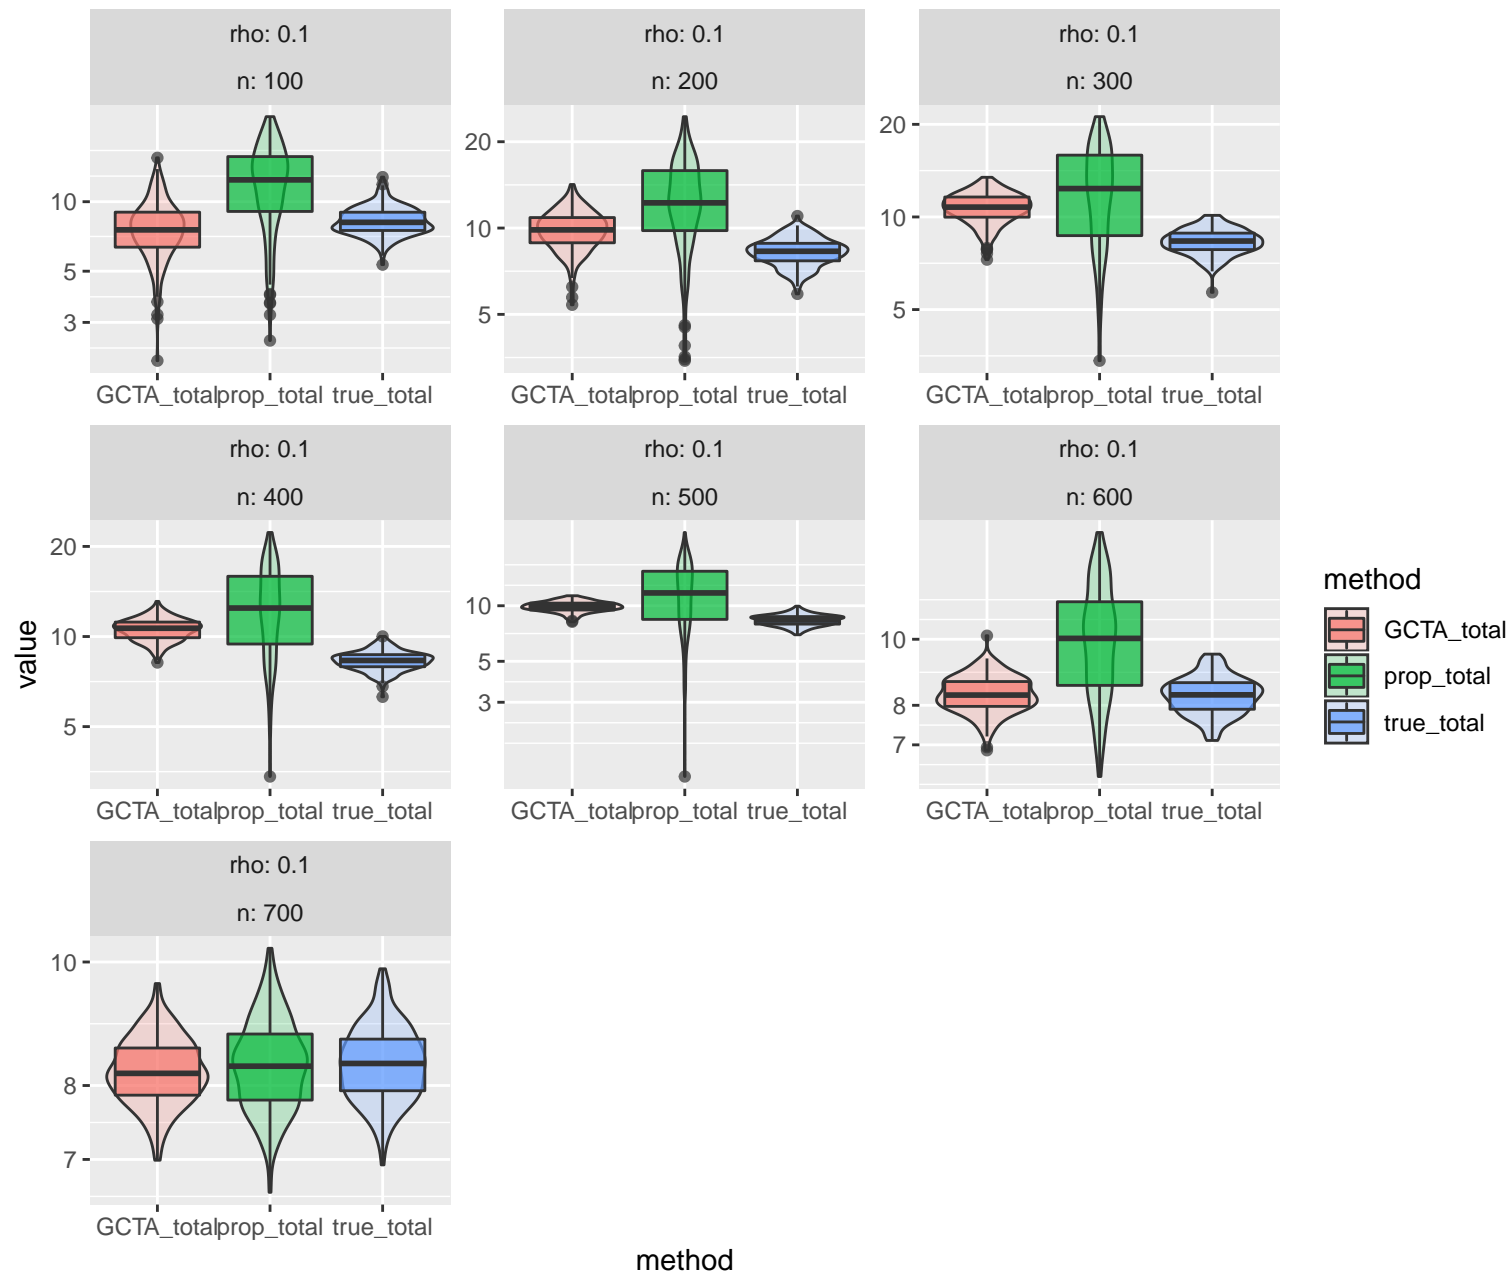 rho: 0.1
n: 100
10
5
3
GCTA_total prop_total true_total
rho: 0.1
n: 200
20
10
5
GCTA_total prop_total true_total
rho: 0.1
n: 300
20
10
5
GCTA_total prop_total true_total
value
rho: 0.1
n: 400
20
10
5
GCTA_total prop_total true_total
rho: 0.1
n: 500
10
5
3
GCTA_total prop_total true_total
rho: 0.1
n: 600
10
8
7
GCTA_total prop_total true_total
rho: 0.1
n: 700
10
8
7
GCTA_total prop_total true_total
method
method
GCTA_total
prop_total
true_total